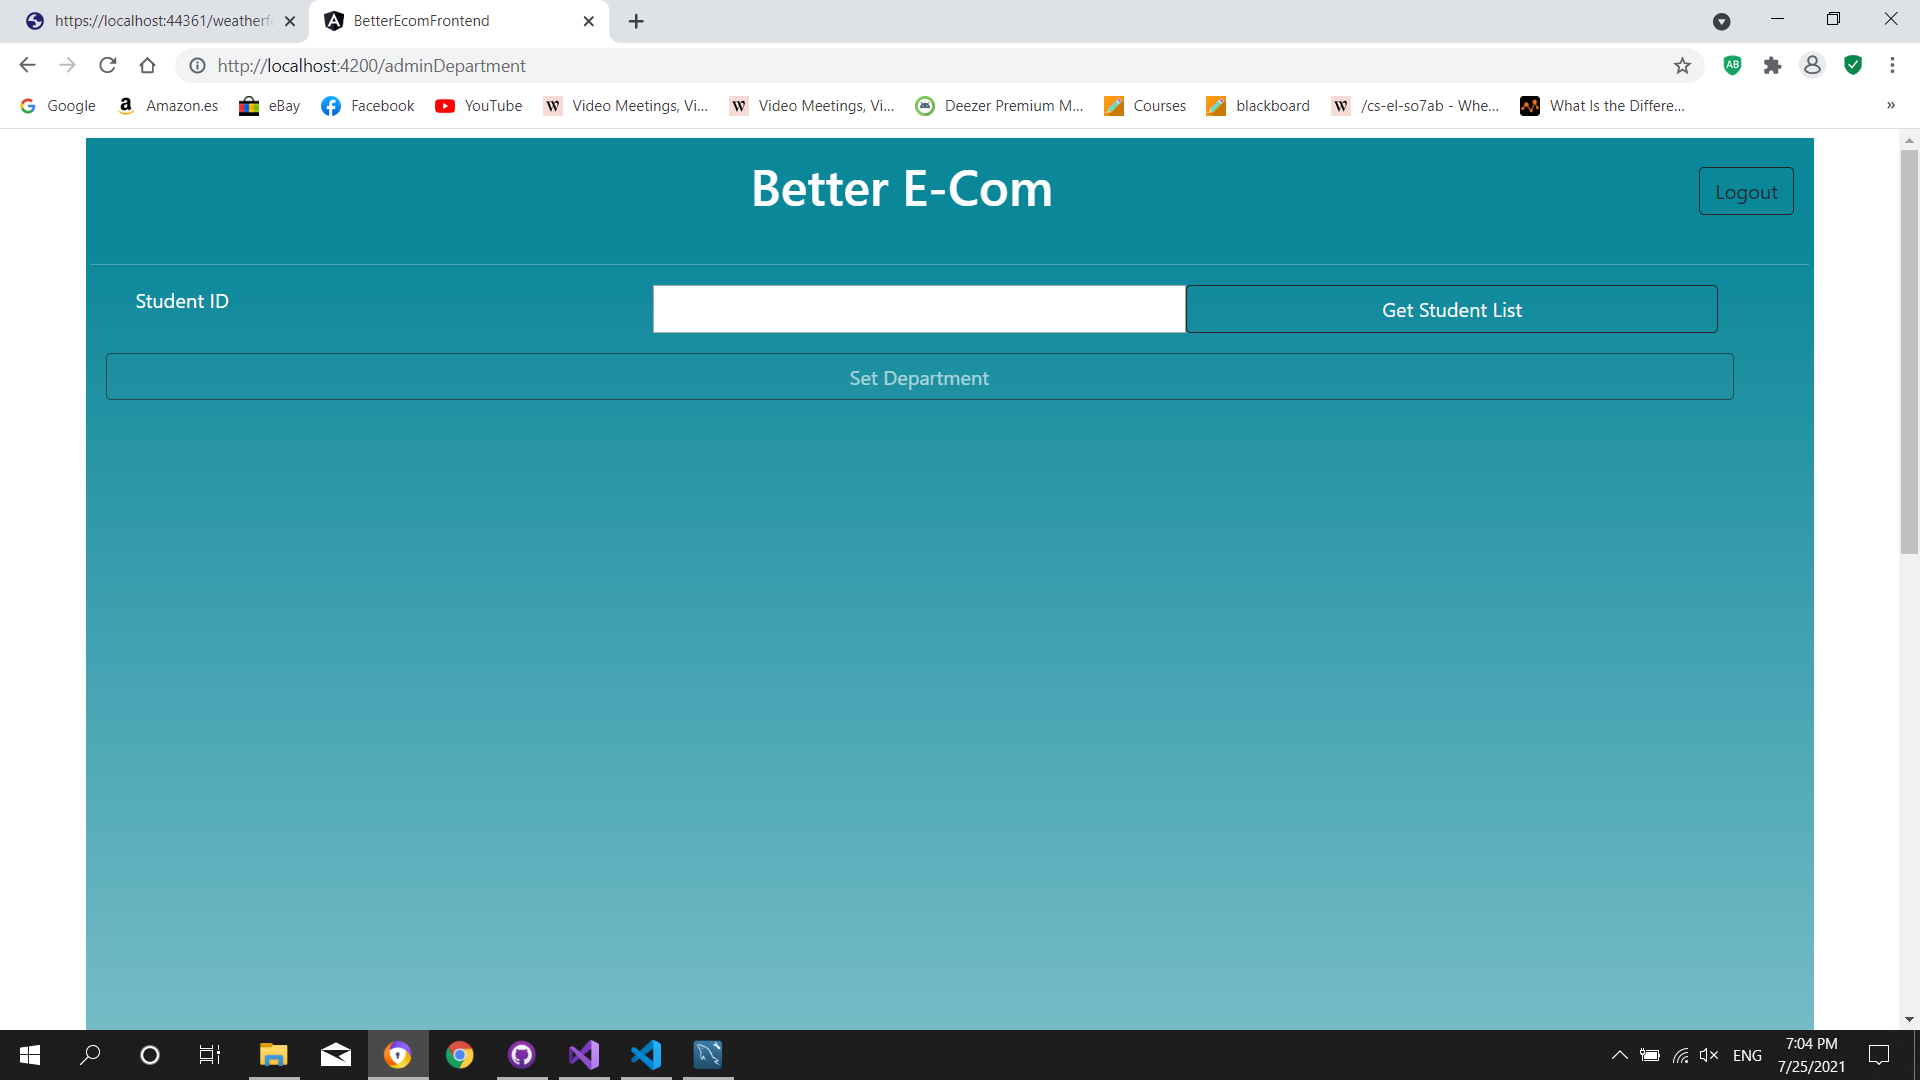 https://localhost:44361/weatherf
BetterEcomFrontend
http://localhost:4200/adminDepartment
AB
Google
Amazon.es
eBay
Facebook
YouTube
Video Meetings, Vi...
Video Meetings, Vi...
Deezer Premium M...
Courses
blackboard
/cs-el-so7ab - Whe...
What Is the Differe...
»
Better E-Com
Logout
Student ID
Get Student List
Set Department
ENG
7:04 PM
7/25/2021